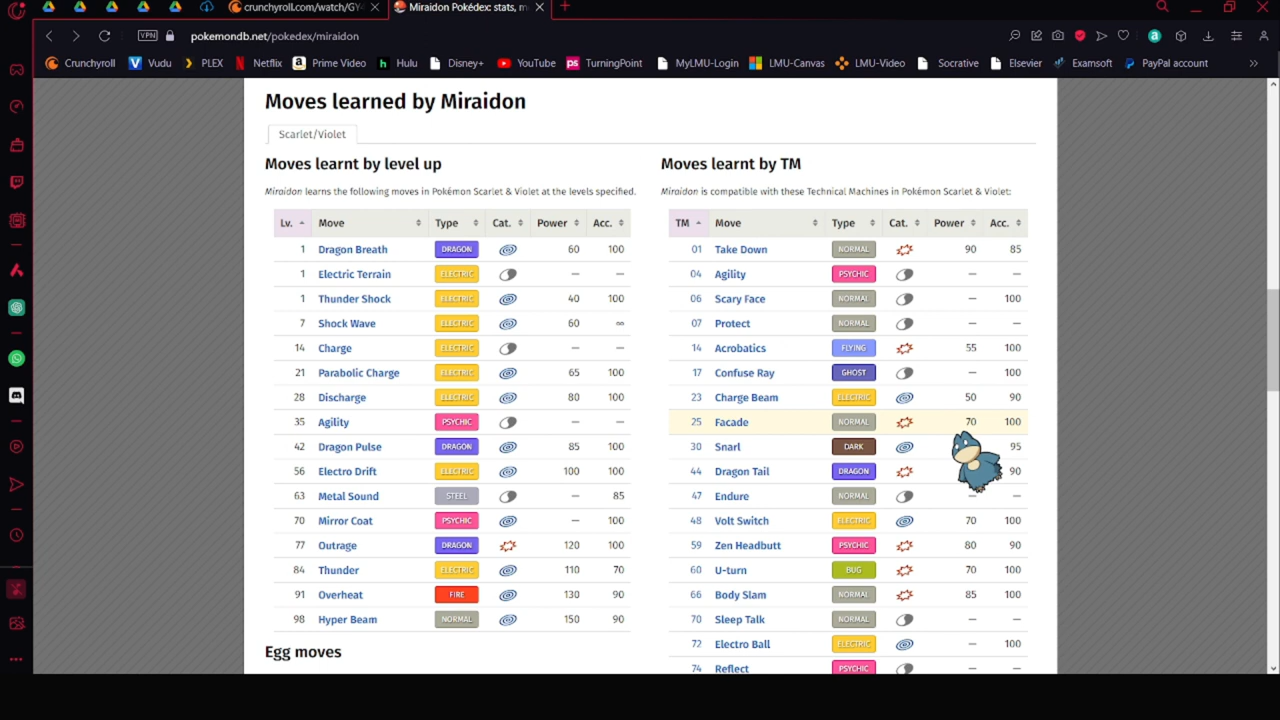 crunchyroll.com/watch/GY4
Miraidon Pokédex: stats, m
VPN pokemondb.net/pokedex/miraidon
Crunchyroll Vudu PLEX Netflix Prime Video Hulu Disney+ YouTube TurningPoint MyLMU-Login LMU-Canvas LMU-Video Socrative Elsevier Examsoft PayPal account »
Moves learned by Miraidon
Scarlet/Violet
Moves learnt by level up
Miraidon learns the following moves in Pokémon Scarlet & Violet at the levels specified.
Lv. Move Type Cat. Power Acc.
1 Dragon Breath DRAGON 60 100
1 Electric Terrain ELECTRIC — —
1 Thunder Shock ELECTRIC 40 100
7 Shock Wave ELECTRIC 60 ∞
14 Charge ELECTRIC — —
21 Parabolic Charge ELECTRIC 65 100
28 Discharge ELECTRIC 80 100
35 Agility PSYCHIC — —
42 Dragon Pulse DRAGON 85 100
56 Electro Drift ELECTRIC 100 100
63 Metal Sound STEEL — 85
70 Mirror Coat PSYCHIC — 100
77 Outrage DRAGON 120 100
84 Thunder ELECTRIC 110 70
91 Overheat FIRE 130 90
98 Hyper Beam NORMAL 150 90
Egg moves
Moves learnt by TM
Miraidon is compatible with these Technical Machines in Pokémon Scarlet & Violet:
TM Move Type Cat. Power Acc.
01 Take Down NORMAL 90 85
04 Agility PSYCHIC — —
06 Scary Face NORMAL — 100
07 Protect NORMAL — —
14 Acrobatics FLYING 55 100
17 Confuse Ray GHOST — 100
23 Charge Beam ELECTRIC 50 90
25 Facade NORMAL 70 100
30 Snarl DARK 95
44 Dragon Tail DRAGON 90
47 Endure NORMAL — —
48 Volt Switch ELECTRIC 70 100
59 Zen Headbutt PSYCHIC 80 90
60 U-turn BUG 70 100
66 Body Slam NORMAL 85 100
70 Sleep Talk NORMAL — —
72 Electro Ball ELECTRIC — 100
74 Reflect PSYCHIC — —